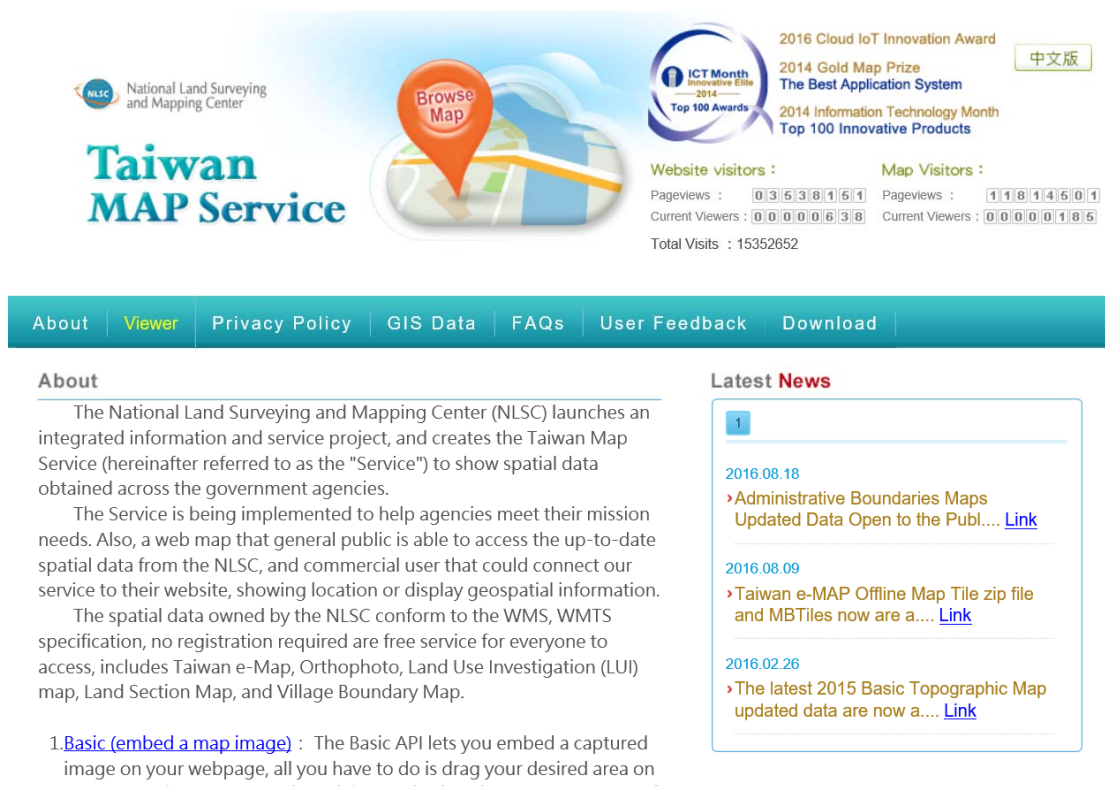 NLSC
National Land Surveying
and Mapping Center
Taiwan
MAP Service
Browse
Map
ICT Month
Innovative Elite
2014
Top 100 Awards
2016 Cloud IoT Innovation Award
2014 Gold Map Prize
The Best Application System
2014 Information Technology Month
Top 100 Innovative Products
中文版
Website visitors：
Pageviews ： 03538151
Current Viewers：00000638
Total Visits ：15352652
Map Visitors：
Pageviews ： 11814501
Current Viewers：00000185
About Viewer Privacy Policy GIS Data FAQs User Feedback Download
About
The National Land Surveying and Mapping Center (NLSC) launches an
integrated information and service project, and creates the Taiwan Map
Service (hereinafter referred to as the "Service") to show spatial data
obtained across the government agencies.
The Service is being implemented to help agencies meet their mission
needs. Also, a web map that general public is able to access the up-to-date
spatial data from the NLSC, and commercial user that could connect our
service to their website, showing location or display geospatial information.
The spatial data owned by the NLSC conform to the WMS, WMTS
specification, no registration required are free service for everyone to
access, includes Taiwan e-Map, Orthophoto, Land Use Investigation (LUI)
map, Land Section Map, and Village Boundary Map.
1.Basic (embed a map image)： The Basic API lets you embed a captured
image on your webpage, all you have to do is drag your desired area on
Latest News
1
2016.08.18
Administrative Boundaries Maps
Updated Data Open to the Publ.... Link
2016.08.09
Taiwan e-MAP Offline Map Tile zip file
and MBTiles now are a.... Link
2016.02.26
The latest 2015 Basic Topographic Map
updated data are now a.... Link